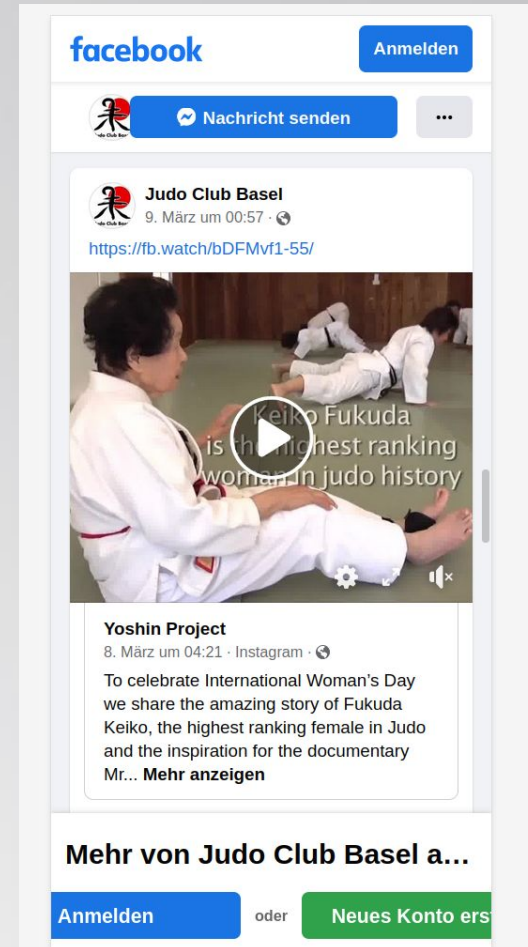 facebook
Anmelden
Nachricht senden
Judo Club Basel
9. März um 00:57 ·
https://fb.watch/bDFMvf1-55/
Keiko Fukuda
is the highest ranking
woman in judo history
Yoshin Project
8. März um 04:21 · Instagram ·
To celebrate International Woman's Day
we share the amazing story of Fukuda
Keiko, the highest ranking female in Judo
and the inspiration for the documentary
Mr... Mehr anzeigen
Mehr von Judo Club Basel a...
Anmelden
oder
Neues Konto ers